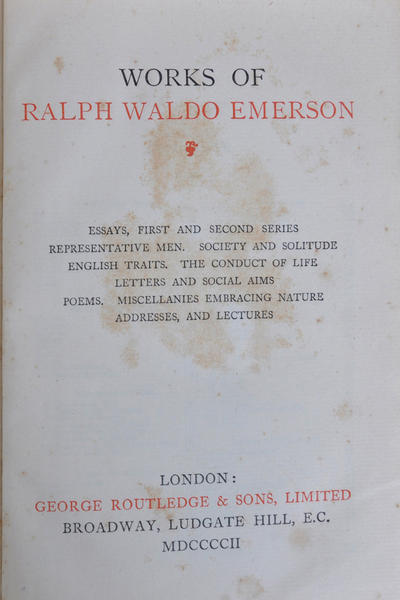 WORKS OF
RALPH WALDO EMERSON
ESSAYS, FIRST AND SECOND SERIES
REPRESENTATIVE MEN. SOCIETY AND SOLITUDE
ENGLISH TRAITS. THE CONDUCT OF LIFE
LETTERS AND SOCIAL AIMS
POEMS. MISCELLANIES EMBRACING NATURE
ADDRESSES, AND LECTURES
LONDON:
GEORGE ROUTLEDGE & SONS, LIMITED
BROADWAY, LUDGATE HILL, E.C.
MDCCCCII